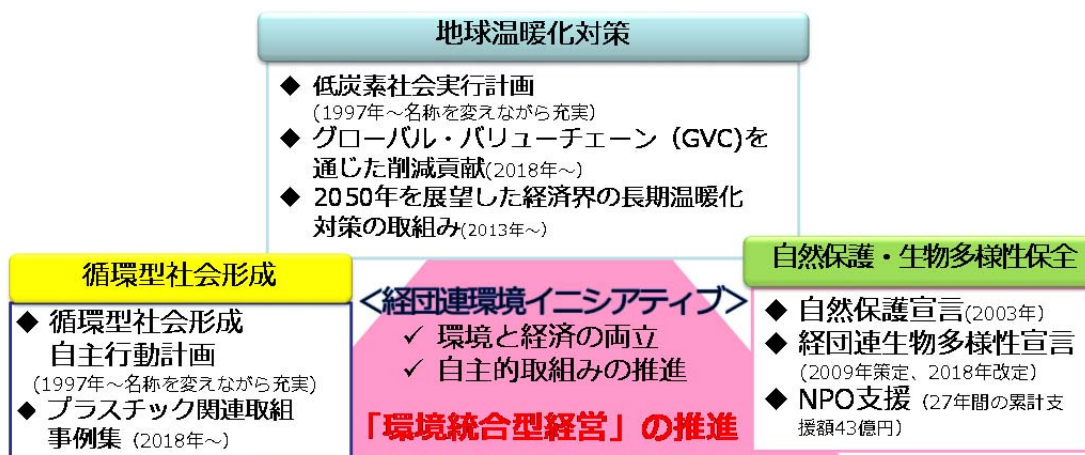 地球温暖化対策
◆ 低炭素社会実行計画
(1997年～名称を変えながら充実)
◆ グローバル・バリューチェーン（GVC)を
通じた削減貢献(2018年～)
◆ 2050年を展望した経済界の長期温暖化
対策の取組み(2013年～)
循環型社会形成
◆ 循環型社会形成
自主行動計画
(1997年～名称を変えながら充実)
◆ プラスチック関連取組
事例集（2018年～）
<経団連環境イニシアティブ>
✓ 環境と経済の両立
✓ 自主的取組みの推進
「環境統合型経営」の推進
自然保護・生物多様性保全
◆ 自然保護宣言(2003年)
◆ 経団連生物多様性宣言
(2009年策定、2018年改定)
◆ NPO支援（27年間の累計支
援額43億円）